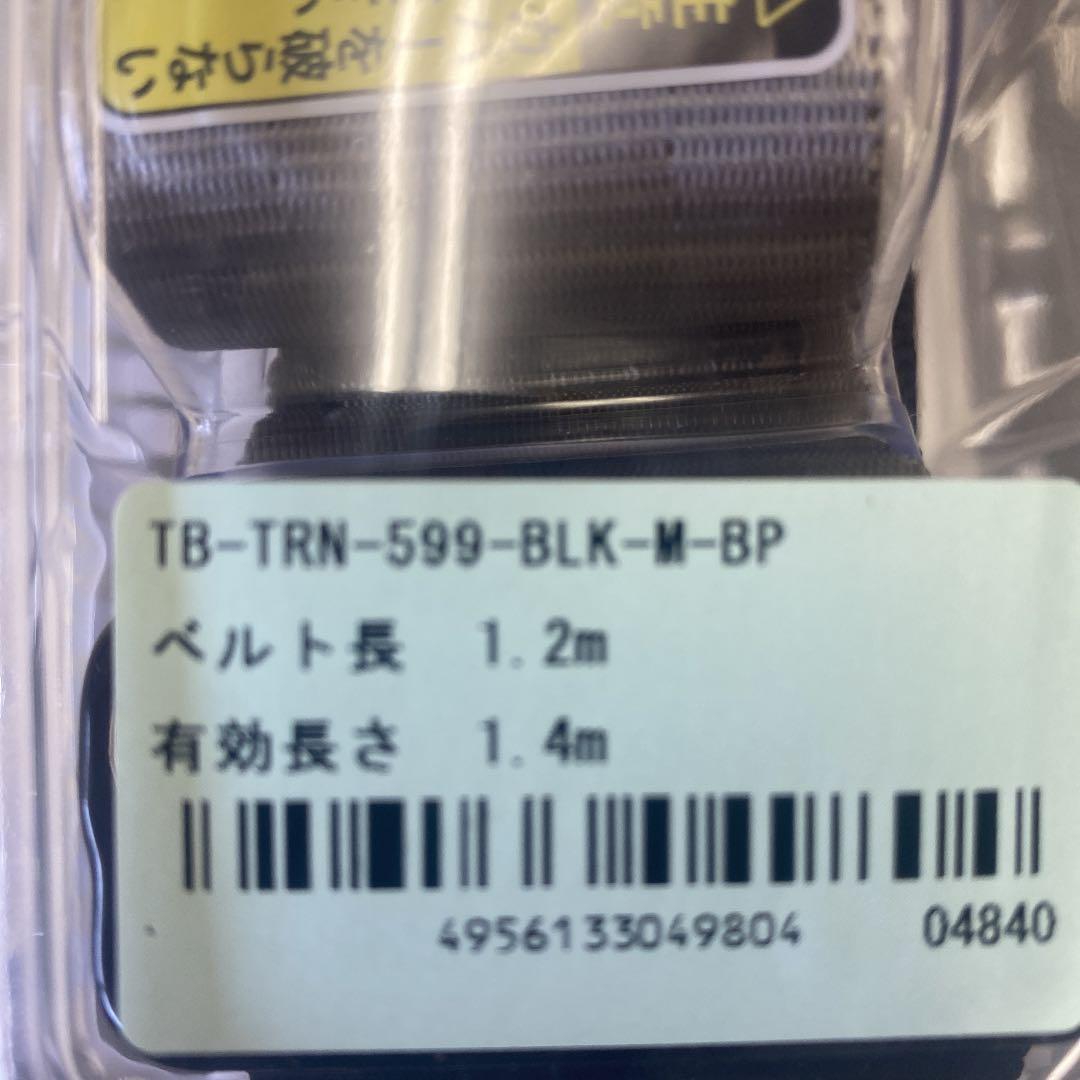 ーを破らない
TB-TRN-599-BLK-M-BP
ベルト長 1.2m
有効長さ 1.4m
4956133049804 04840